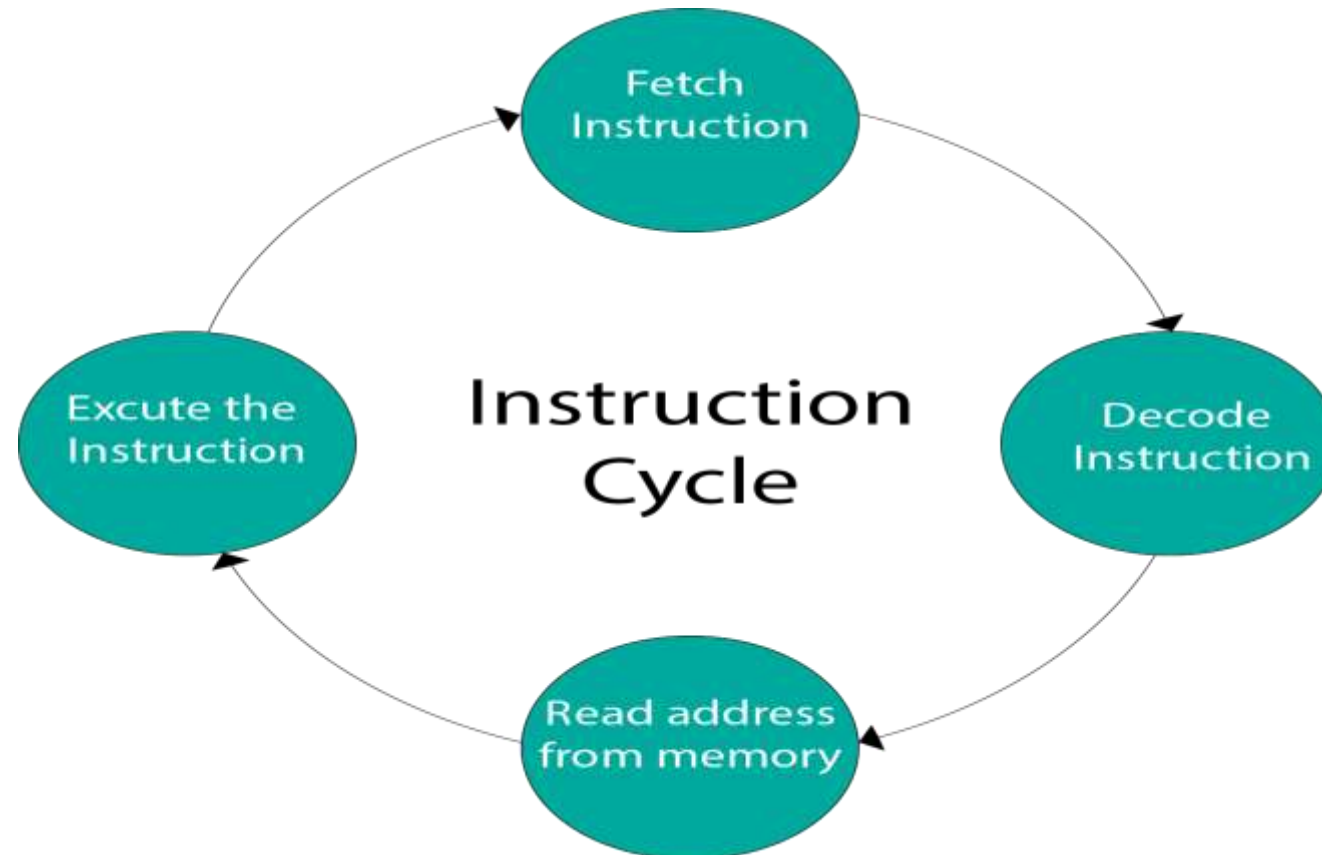 Fetch
Instruction
Decode
Instruction
Read address
from memory
Excute the
Instruction
Instruction
Cycle